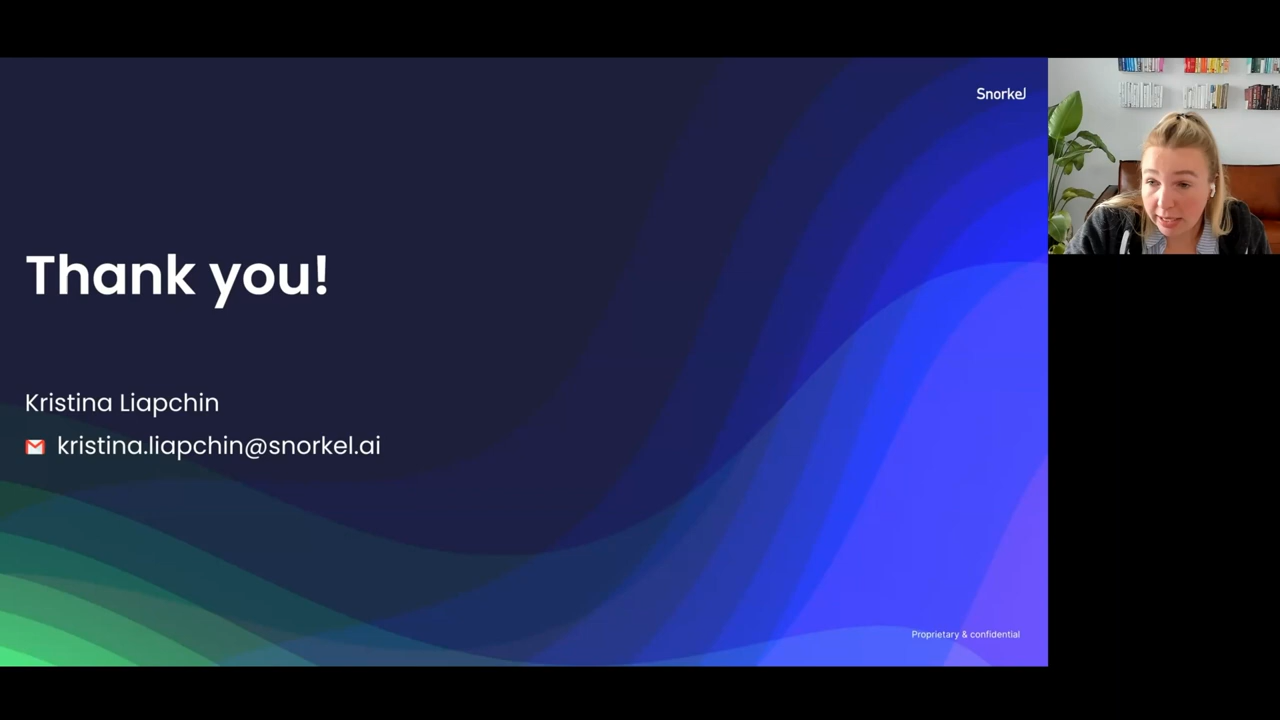 Snorkel
Thank you!
Kristina Liapchin
kristina.liapchin@snorkel.ai
Proprietary & confidential